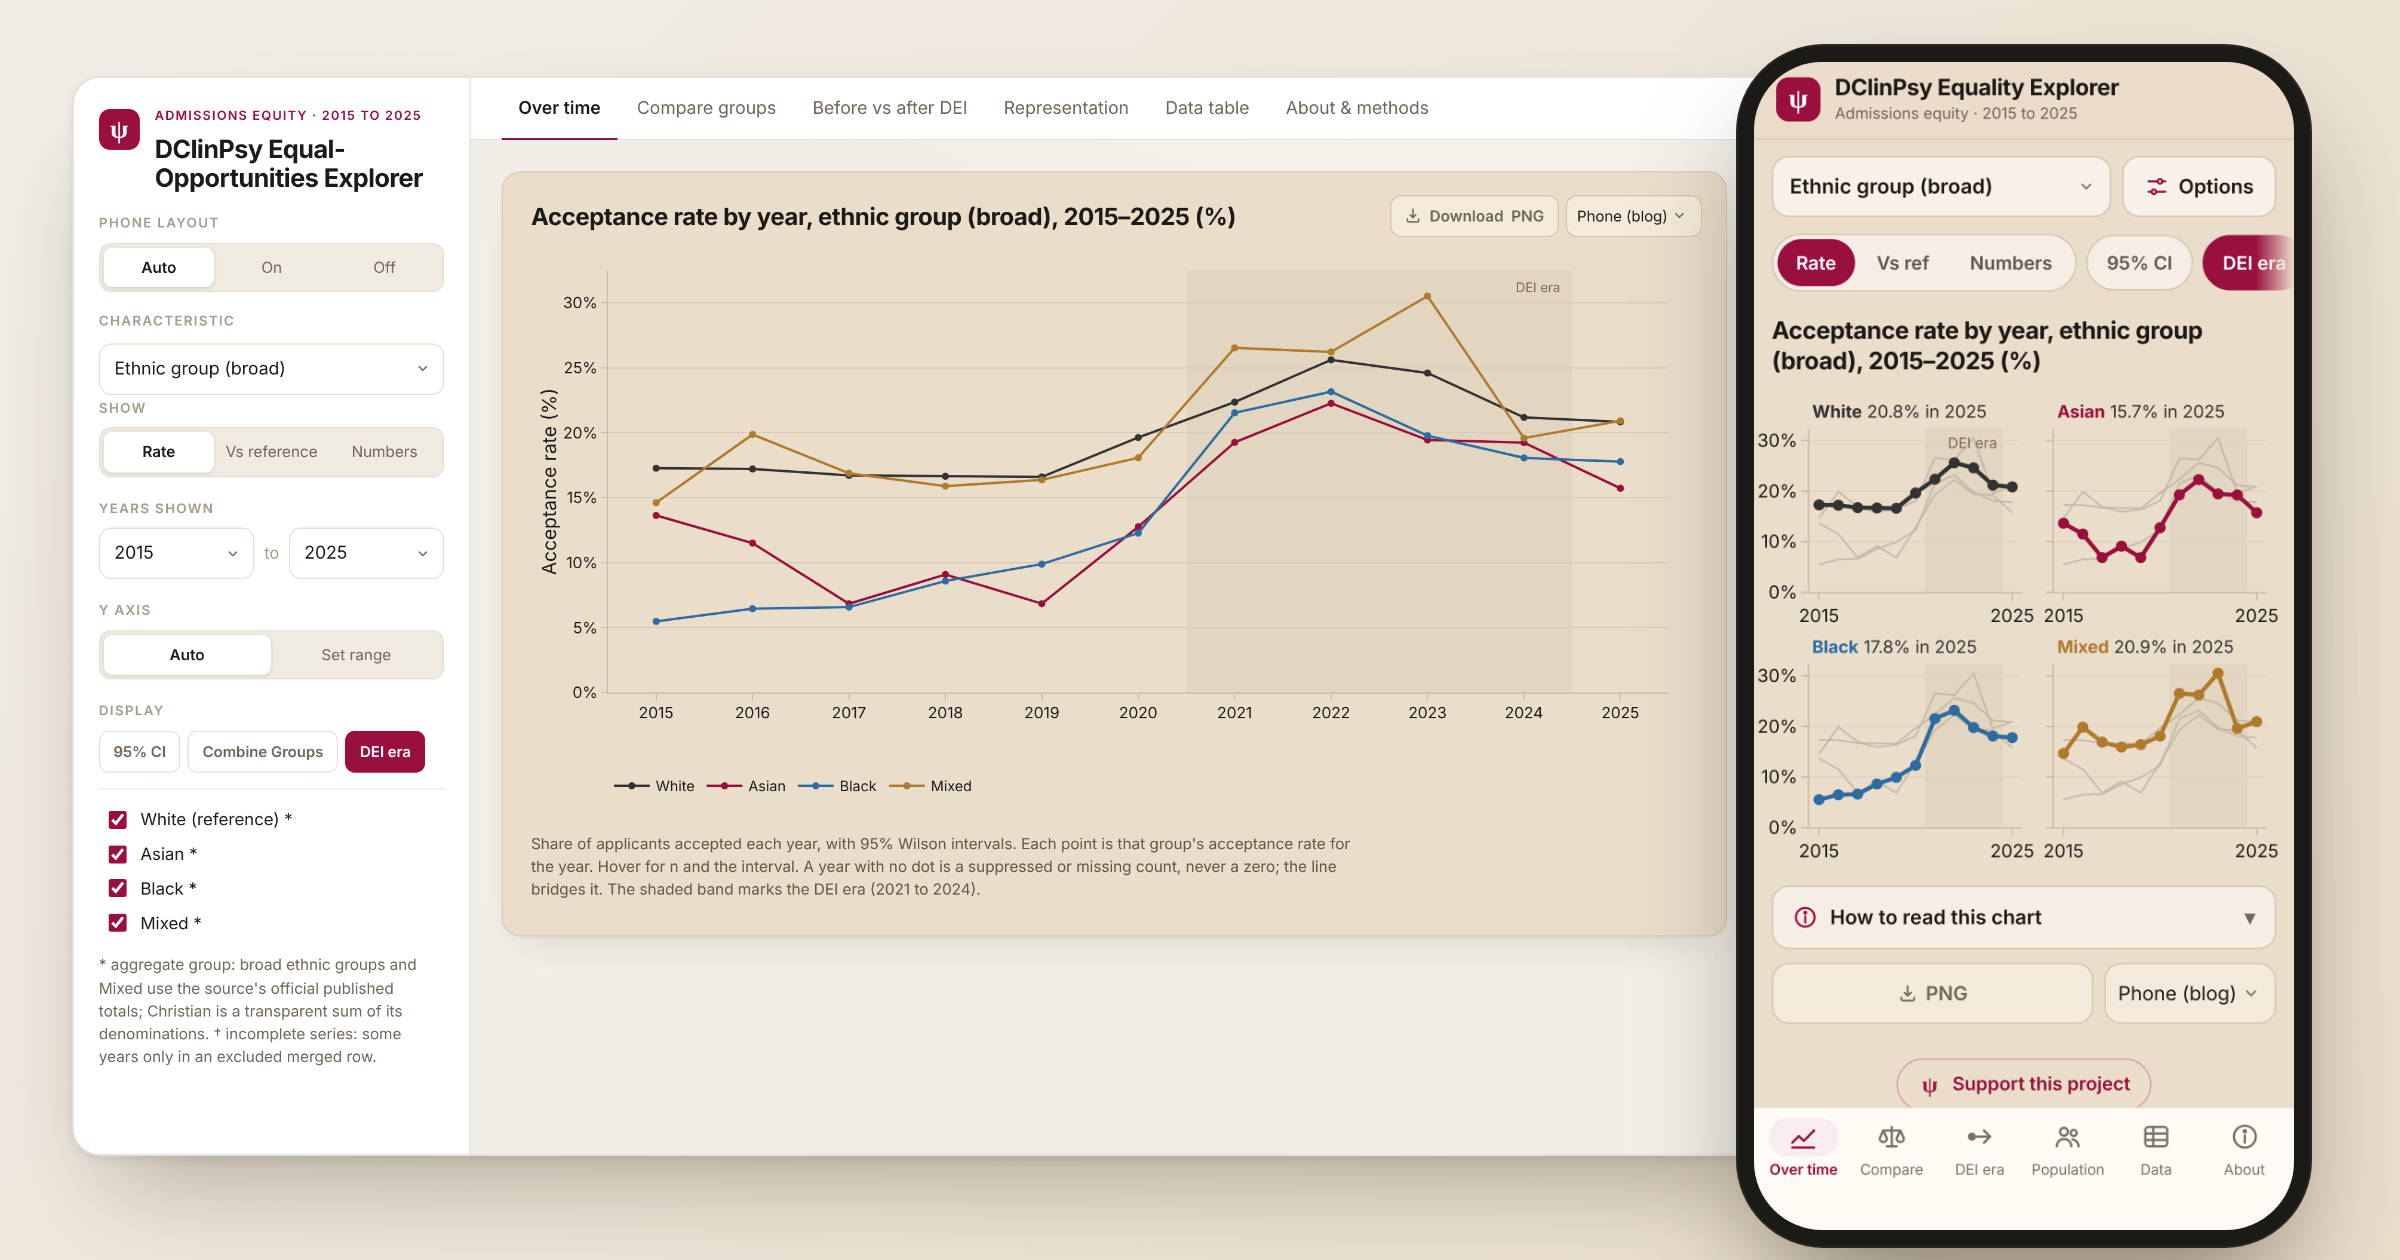 ψ
ADMISSIONS EQUITY · 2015 TO 2025
DClinPsy Equal-
Opportunities Explorer
PHONE LAYOUT
Auto On Off
CHARACTERISTIC
Ethnic group (broad)
SHOW
Rate Vs reference Numbers
YEARS SHOWN
2015 to 2025
Y AXIS
Auto Set range
DISPLAY
95% CI Combine Groups DEI era
White (reference) *
Asian *
Black *
Mixed *
* aggregate group: broad ethnic groups and
Mixed use the source's official published
totals; Christian is a transparent sum of its
denominations. † incomplete series: some
years only in an excluded merged row.
Over time Compare groups Before vs after DEI Representation Data table About & methods
Acceptance rate by year, ethnic group (broad), 2015–2025 (%)
Download PNG Phone (blog)
DEI era
Acceptance rate (%)
30%
25%
20%
15%
10%
5%
0%
2015 2016 2017 2018 2019 2020 2021 2022 2023 2024 2025
White Asian Black Mixed
Share of applicants accepted each year, with 95% Wilson intervals. Each point is that group's acceptance rate for
the year. Hover for n and the interval. A year with no dot is a suppressed or missing count, never a zero; the line
bridges it. The shaded band marks the DEI era (2021 to 2024).
ψ
DClinPsy Equality Explorer
Admissions equity · 2015 to 2025
Ethnic group (broad) Options
Rate Vs ref Numbers 95% CI DEI era
Acceptance rate by year, ethnic group
(broad), 2015–2025 (%)
White 20.8% in 2025 Asian 15.7% in 2025
DEI era
30%
20%
10%
0%
2015 2025 2015 2025
Black 17.8% in 2025 Mixed 20.9% in 2025
30%
20%
10%
0%
2015 2025 2015 2025
How to read this chart
PNG Phone (blog)
ψ Support this project
Over time Compare DEI era Population Data About